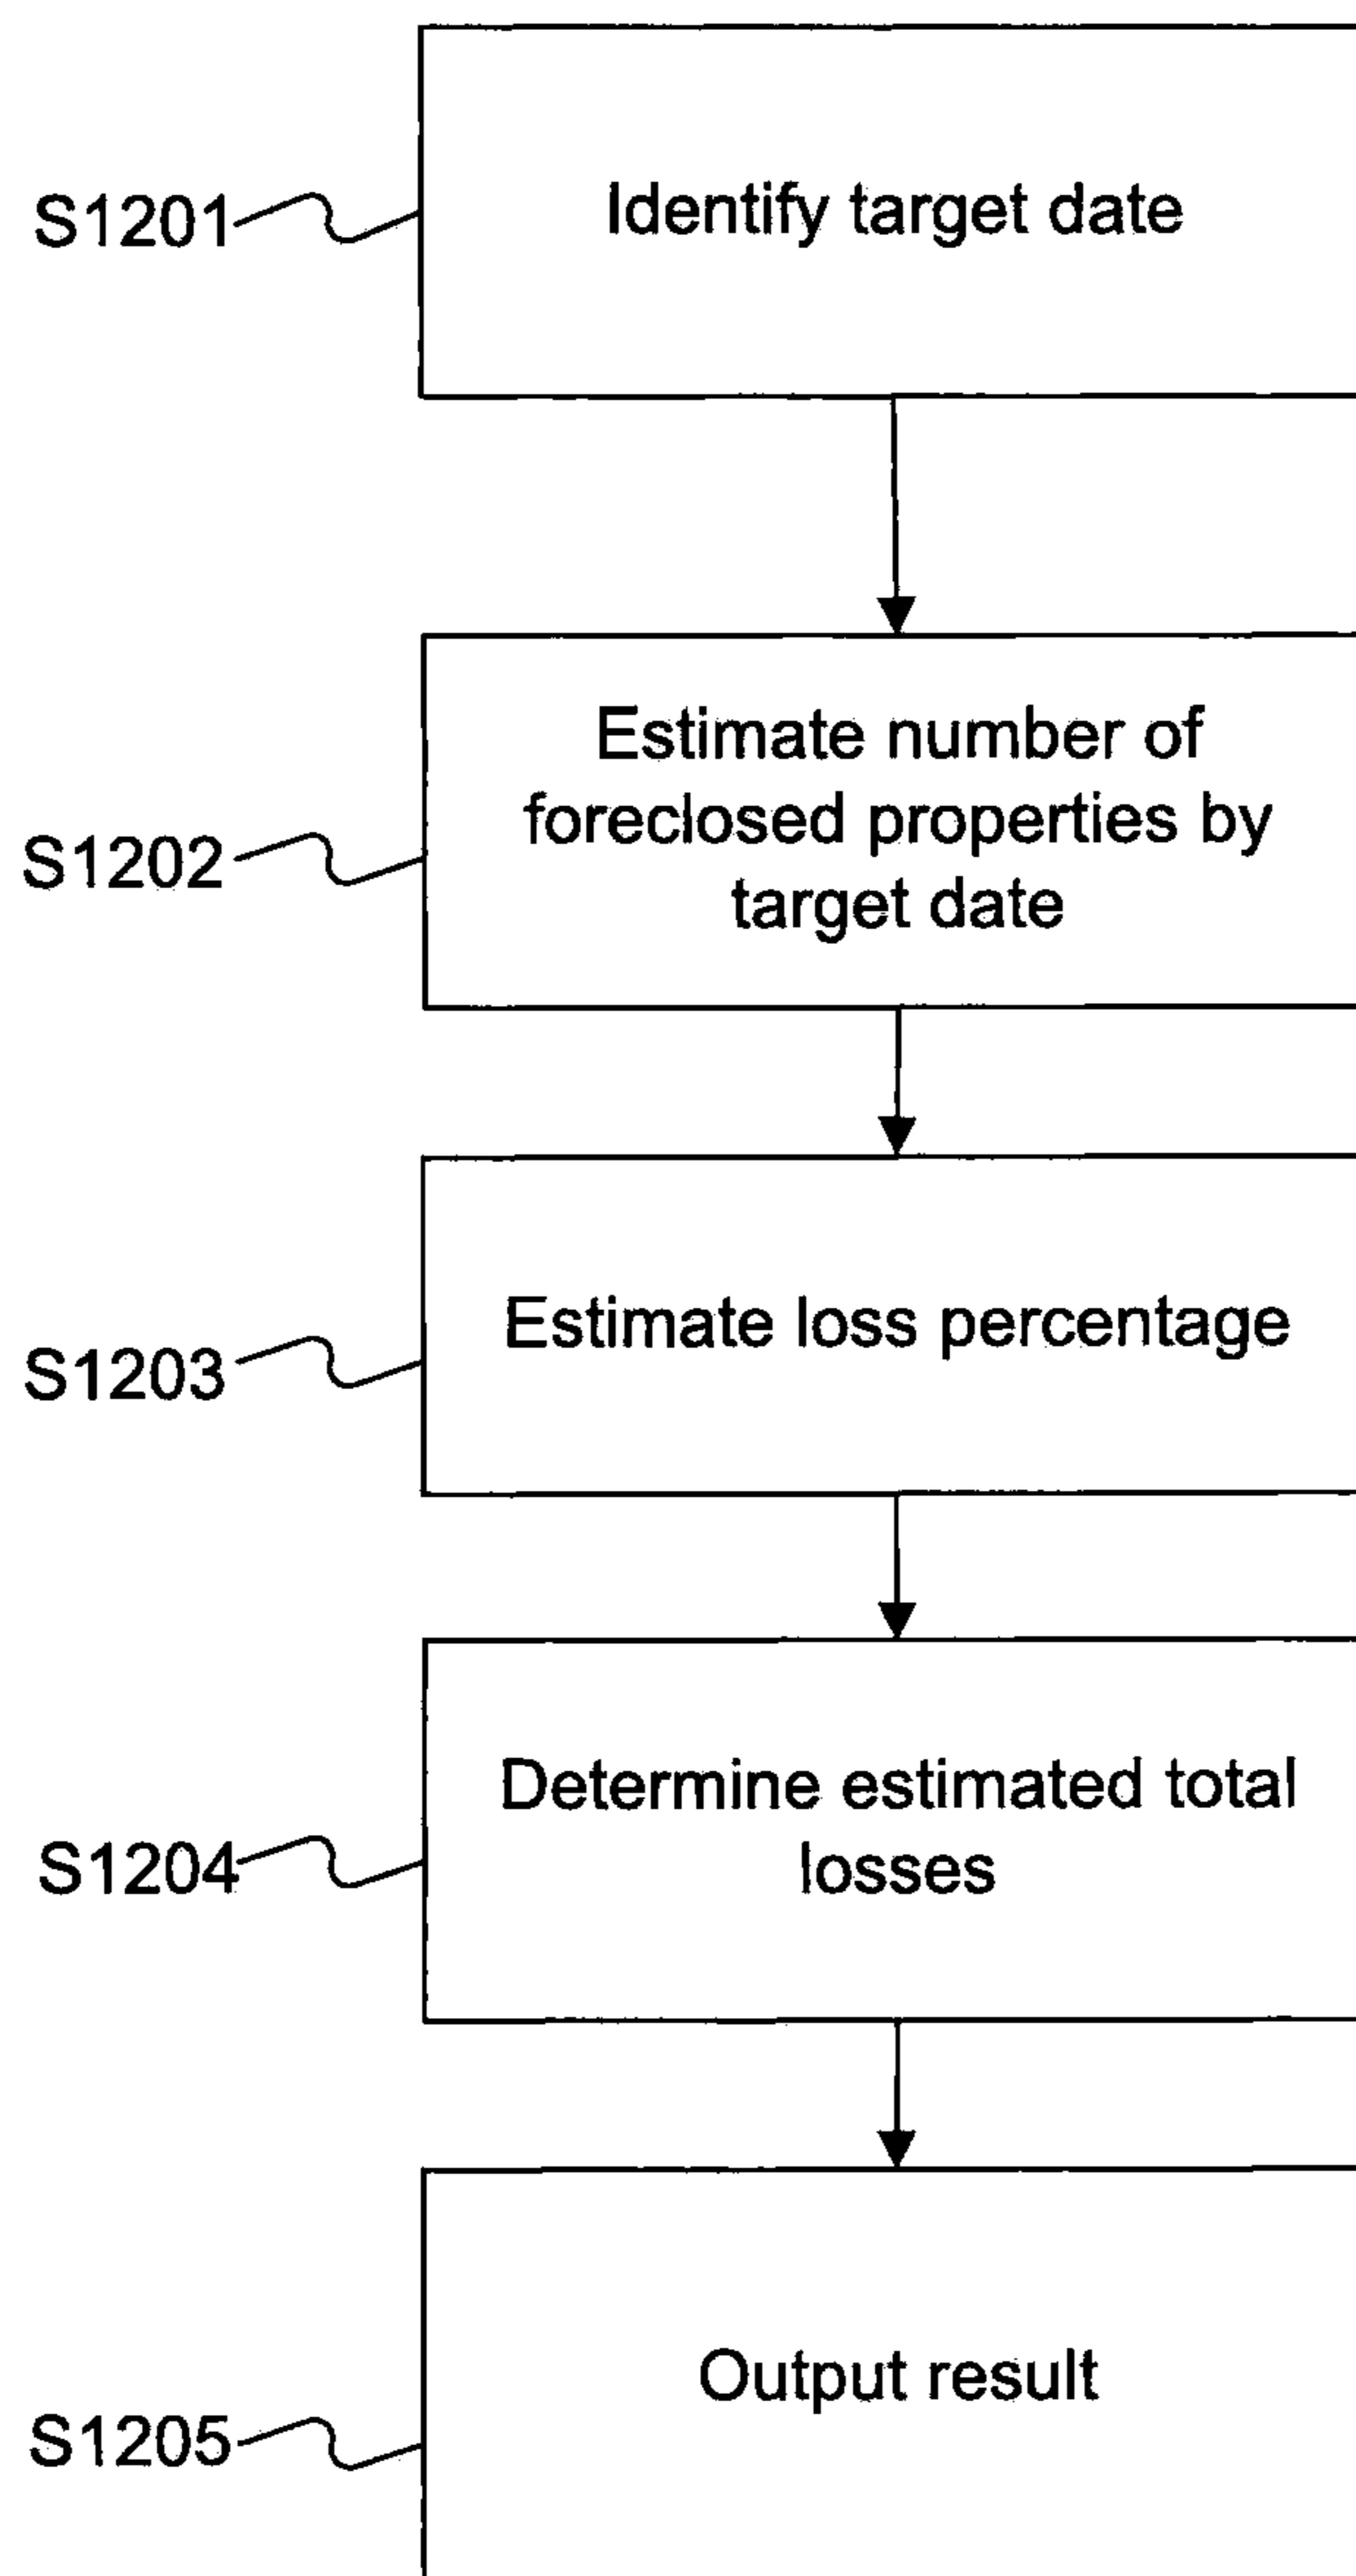 S1201
Identify target date
S1202
Estimate number of
foreclosed properties by
target date
S1203
Estimate loss percentage
S1204
Determine estimated total
losses
S1205
Output result